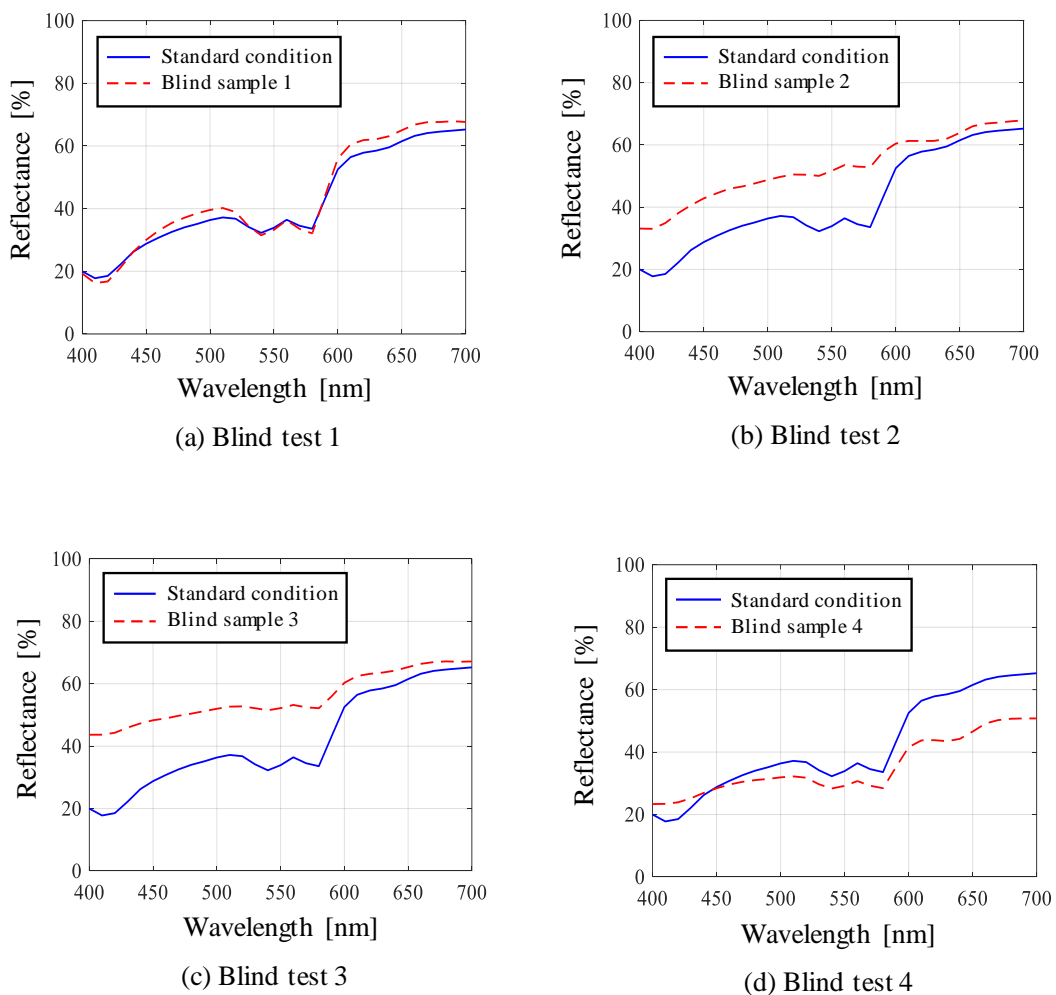 Reflectance [%]
100
80
60
40
20
0
Standard condition
Blind sample 1
400 450 500 550 600 650 700
Wavelength [nm]
(a) Blind test 1
Reflectance [%]
100
80
60
40
20
0
Standard condition
Blind sample 2
400 450 500 550 600 650 700
Wavelength [nm]
(b) Blind test 2
Reflectance [%]
100
80
60
40
20
0
Standard condition
Blind sample 3
400 450 500 550 600 650 700
Wavelength [nm]
(c) Blind test 3
Reflectance [%]
100
80
60
40
20
0
Standard condition
Blind sample 4
400 450 500 550 600 650 700
Wavelength [nm]
(d) Blind test 4